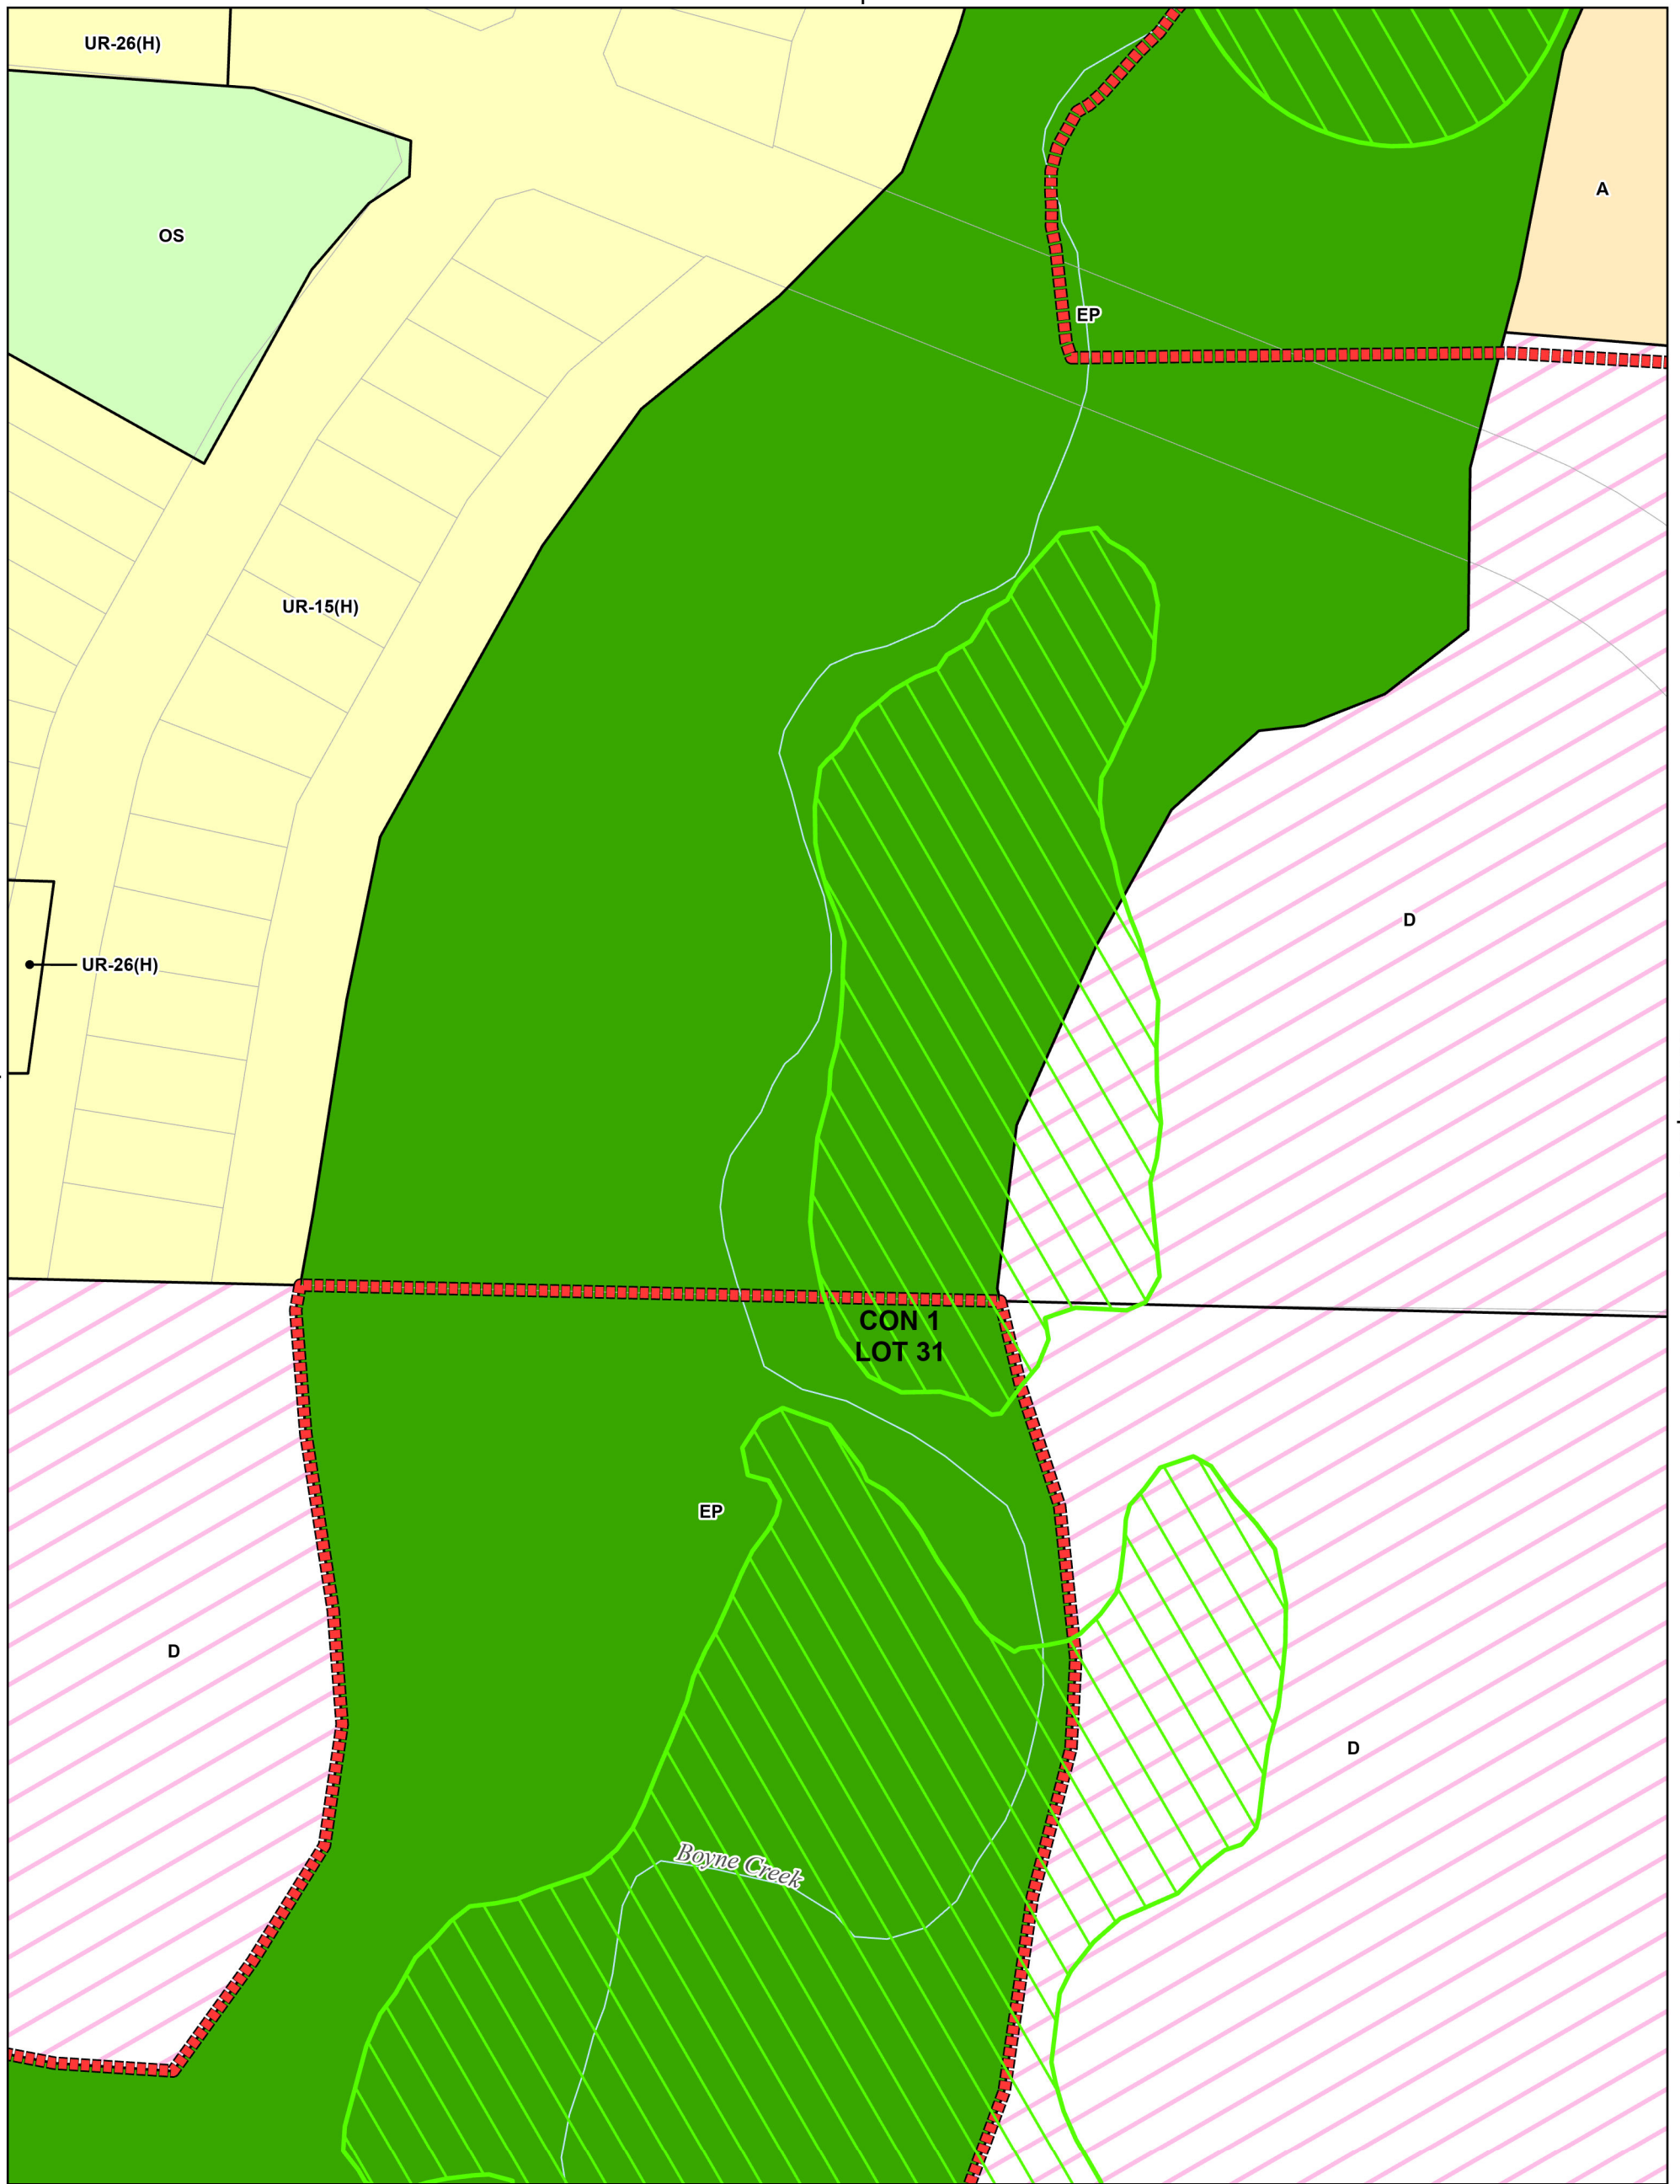 UR-26(H)
A
OS
EP
UR-15(H)
D
UR-26(H)
CON 1
LOT 31
EP
D
D
Boyne Creek